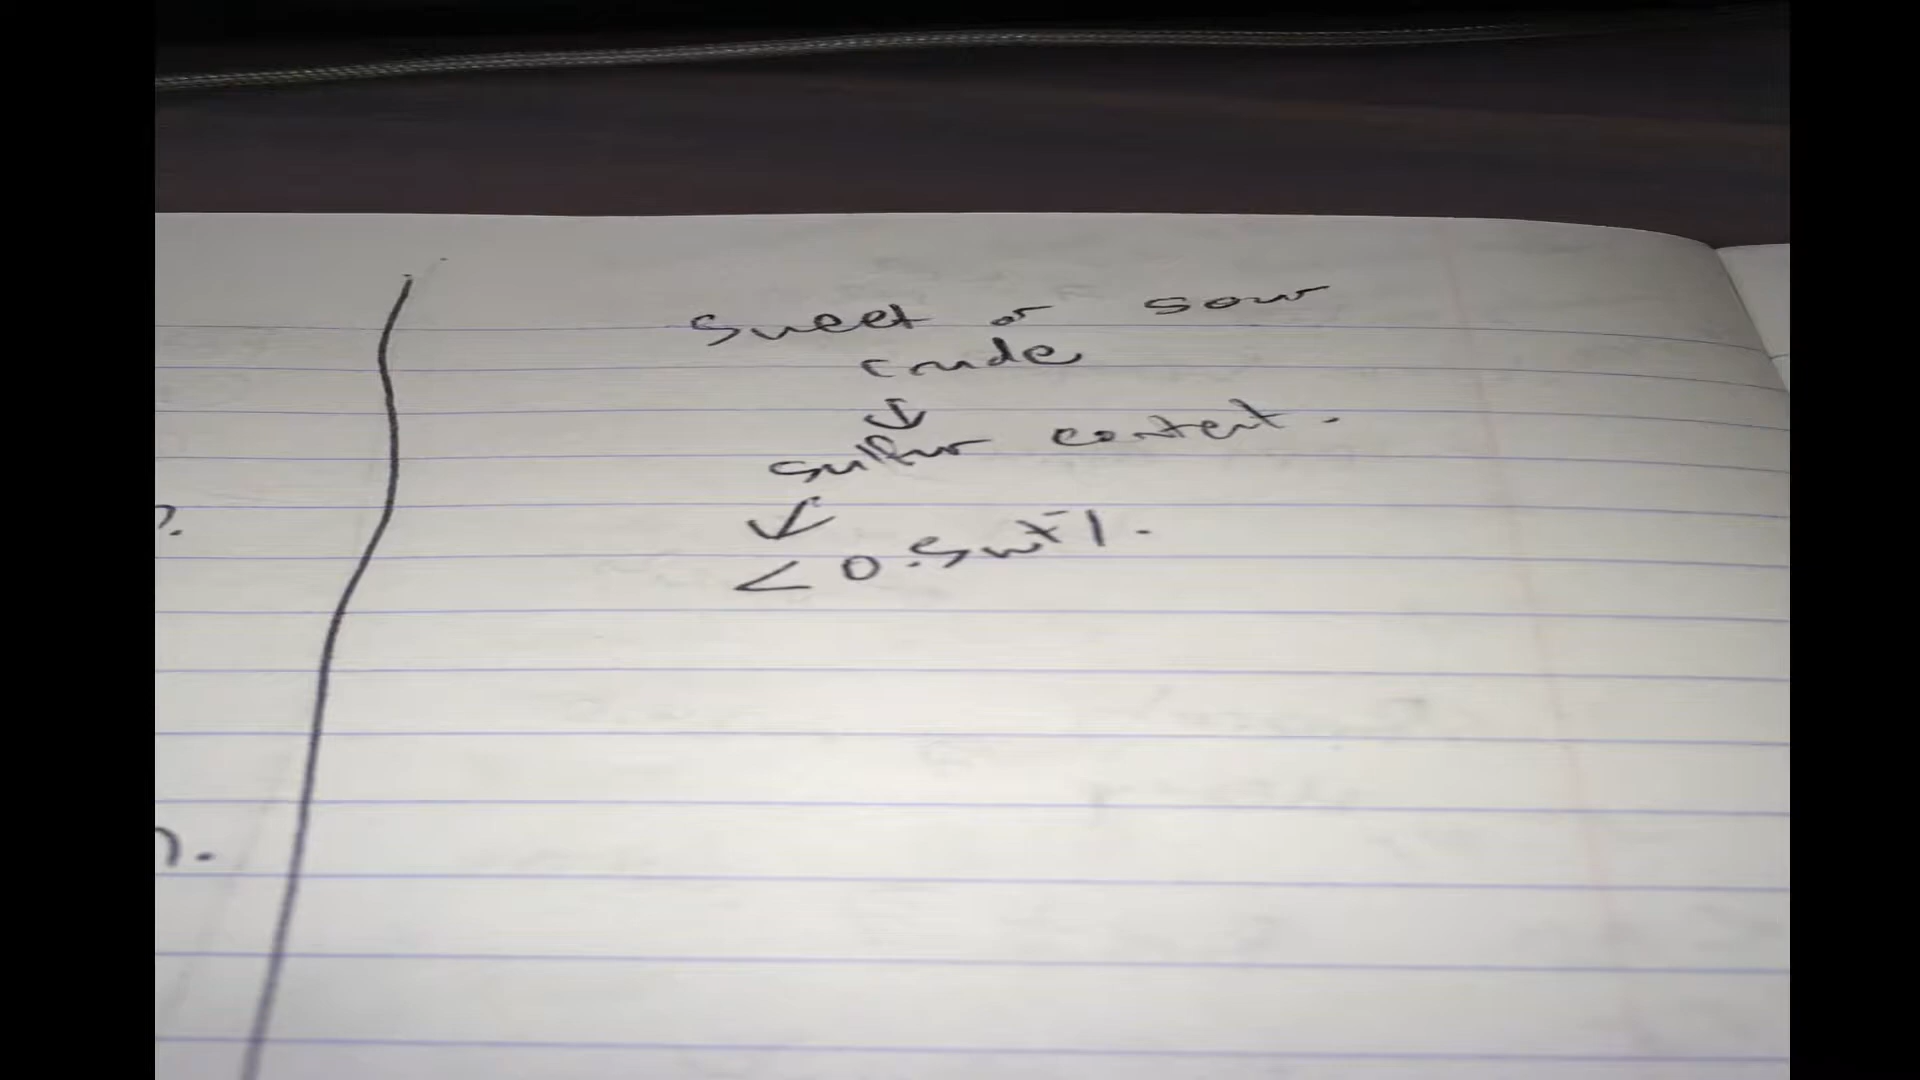 Sweet or sour
crude
↓
sulfur content.
↙
< 0.5wt%.